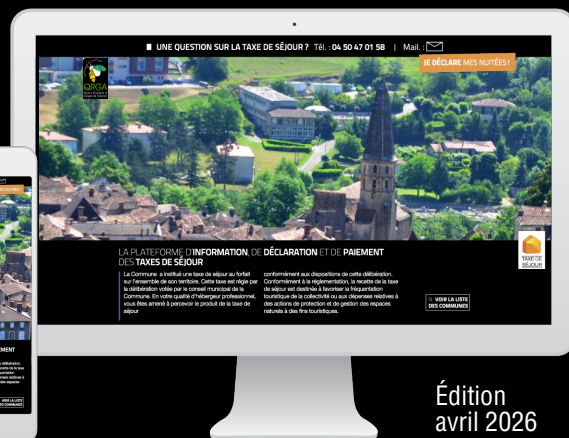 UNE QUESTION SUR LA TAXE DE SÉJOUR ? Tél. : 04 50 47 01 58 | Mail. :
JE DÉCLARE MES NUITÉES !
QRGA
LA PLATEFORME D'INFORMATION, DE DÉCLARATION ET DE PAIEMENT
DES TAXES DE SÉJOUR
La Commune a institué une taxe de séjour au forfait
sur l'ensemble de son territoire. Cette taxe est régie par
la délibération votée par le conseil municipal de la
Commune. En votre qualité d'hébergeur professionnel,
vous êtes amené à percevoir le produit de la taxe de
séjour
conformément aux dispositions de cette délibération.
Conformément à la réglementation, la recette de la taxe
de séjour est destinée à favoriser la fréquentation
touristique de la collectivité ou aux dépenses relatives à
des actions de protection et de gestion des espaces
naturels à des fins touristiques.
TAXE DE
SÉJOUR
VOIR LA LISTE
DES COMMUNES
Édition
avril 2026